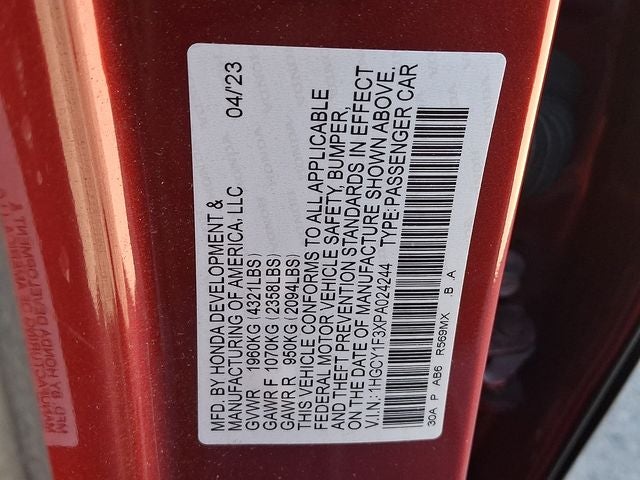 MFD. BY HONDA DEVELOPMENT & 04/'23
MANUFACTURING OF AMERICA, LLC
GVWR 1960KG (4321LBS)
GAWR F 1070KG (2358LBS)
GAWR R 950KG (2094LBS)
THIS VEHICLE CONFORMS TO ALL APPLICABLE
FEDERAL MOTOR VEHICLE SAFETY, BUMPER,
AND THEFT PREVENTION STANDARDS IN EFFECT
ON THE DATE OF MANUFACTURE SHOWN ABOVE.
V.I.N.: 1HGCY1F3XPA024244 TYPE: PASSENGER CAR
30A P AB6 R569MX .B A